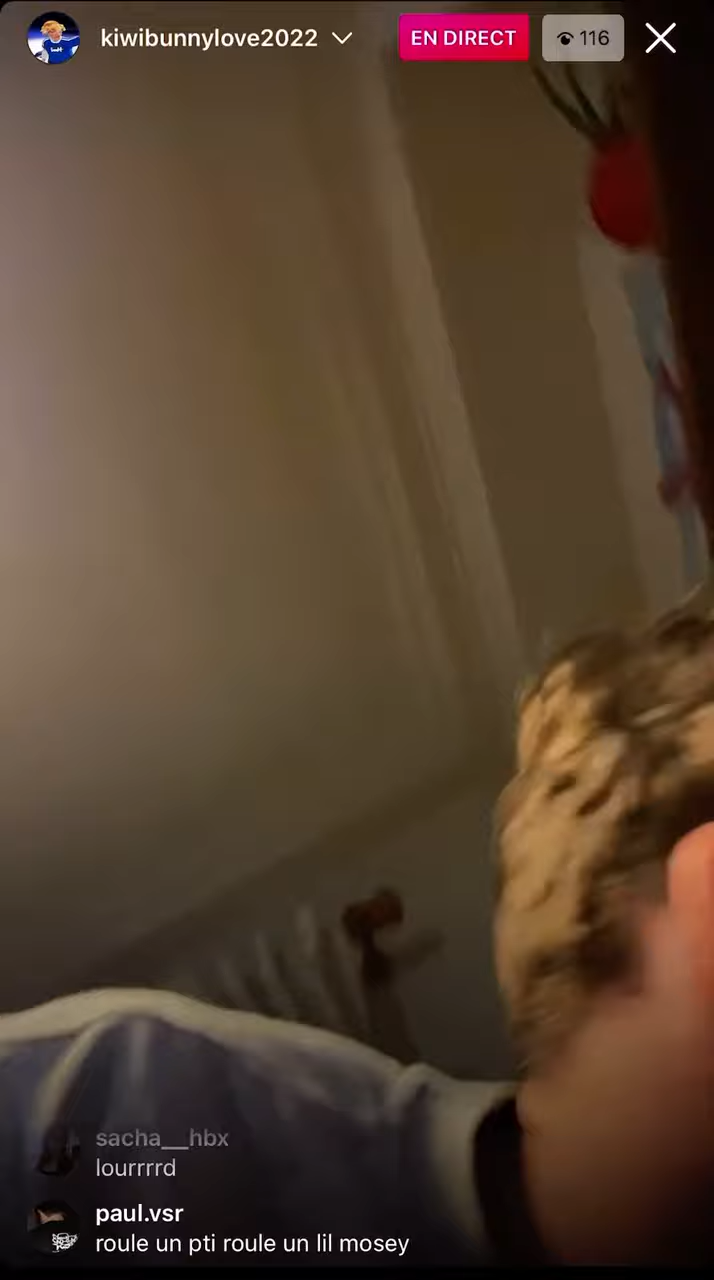 kiwibunnylove2022
EN DIRECT
116
sacha__hbx
lourrrrd
paul.vsr
roule un pti roule un lil mosey